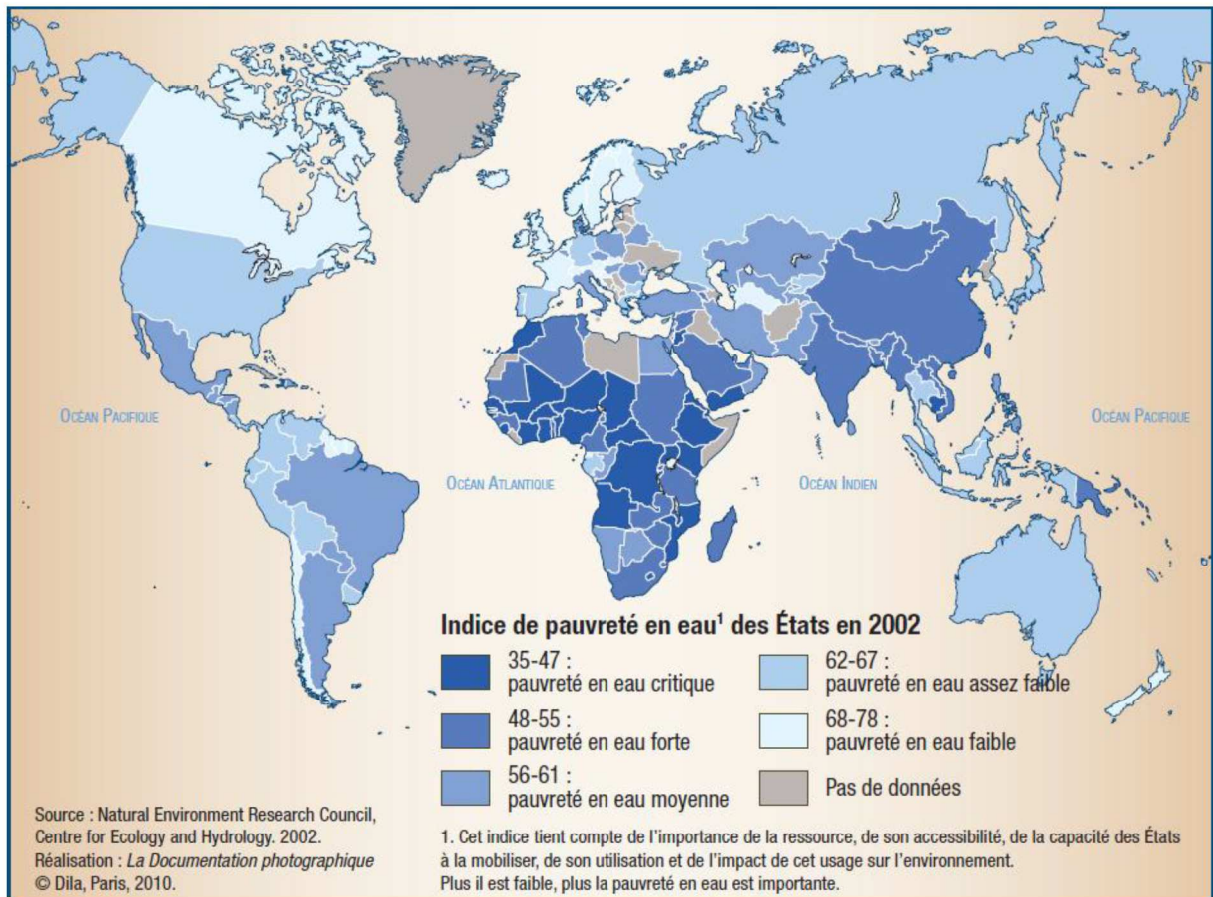 OCÉAN PACIFIQUE
OCÉAN ATLANTIQUE
OCÉAN INDIEN
OCÉAN PACIFIQUE
Indice de pauvreté en eau¹ des États en 2002
35-47 :
pauvreté en eau critique
48-55 :
pauvreté en eau forte
56-61 :
pauvreté en eau moyenne
62-67 :
pauvreté en eau assez faible
68-78 :
pauvreté en eau faible
Pas de données
Source : Natural Environment Research Council,
Centre for Ecology and Hydrology. 2002.
Réalisation : La Documentation photographique
© Dila, Paris, 2010.
1. Cet indice tient compte de l'importance de la ressource, de son accessibilité, de la capacité des États
à la mobiliser, de son utilisation et de l'impact de cet usage sur l'environnement.
Plus il est faible, plus la pauvreté en eau est importante.